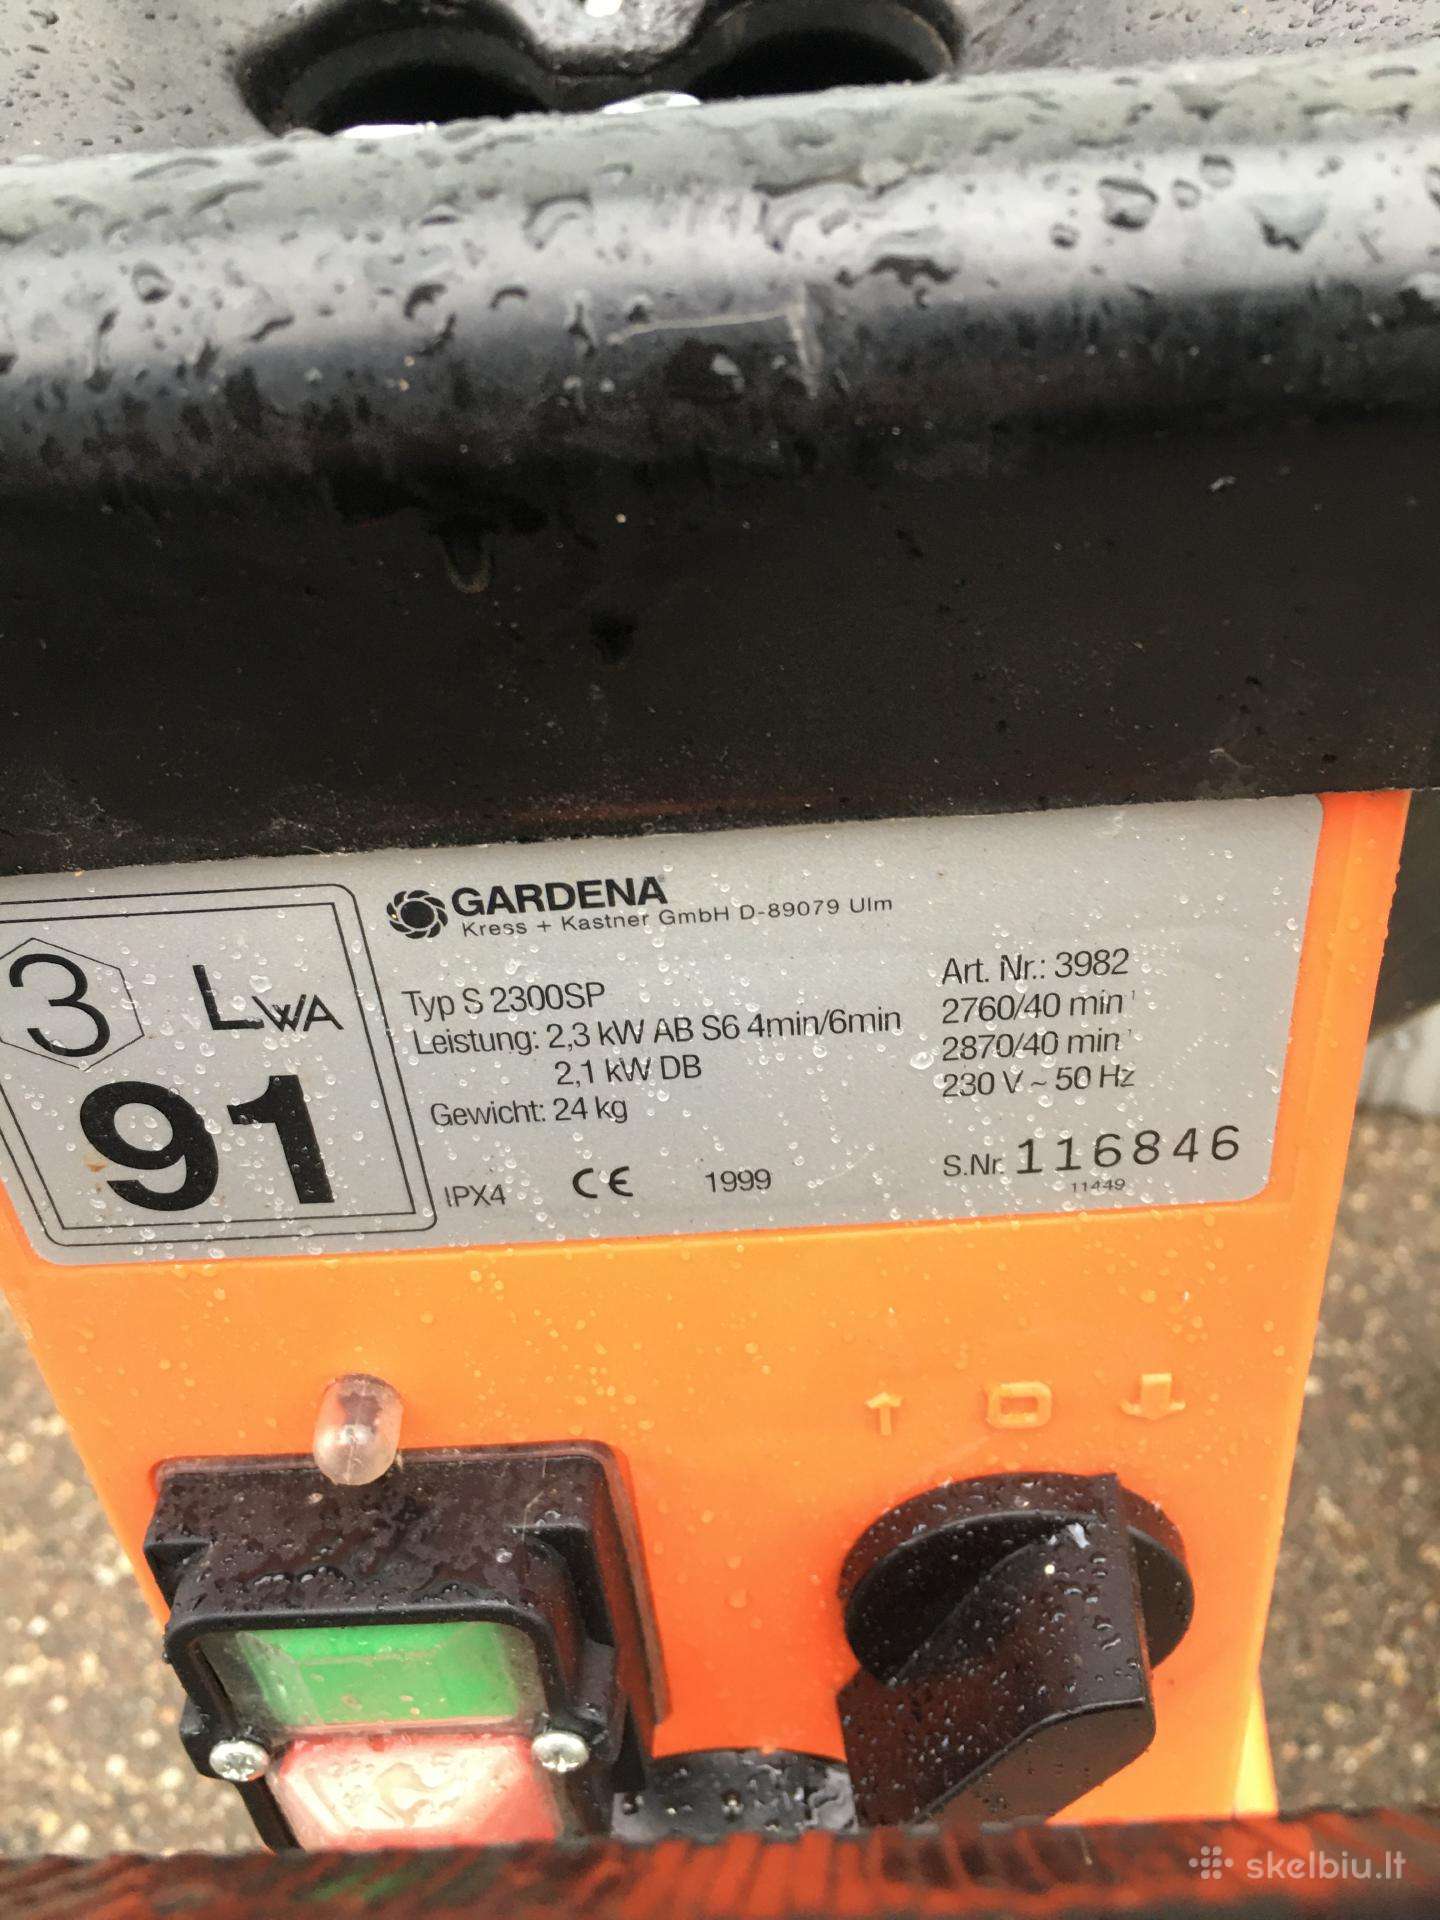 GARDENA
Kress + Kastner GmbH D-89079 Ulm
3 LWA
91
Typ S 2300SP
Leistung: 2,3 kW AB S6 4min/6min
2,1 kW DB
Gewicht: 24 kg
IPX4 CE 1999
Art. Nr.: 3982
2760/40 min⁻¹
2870/40 min⁻¹
230 V ~ 50 Hz
S.Nr. 116846
11449
skelbiu.lt